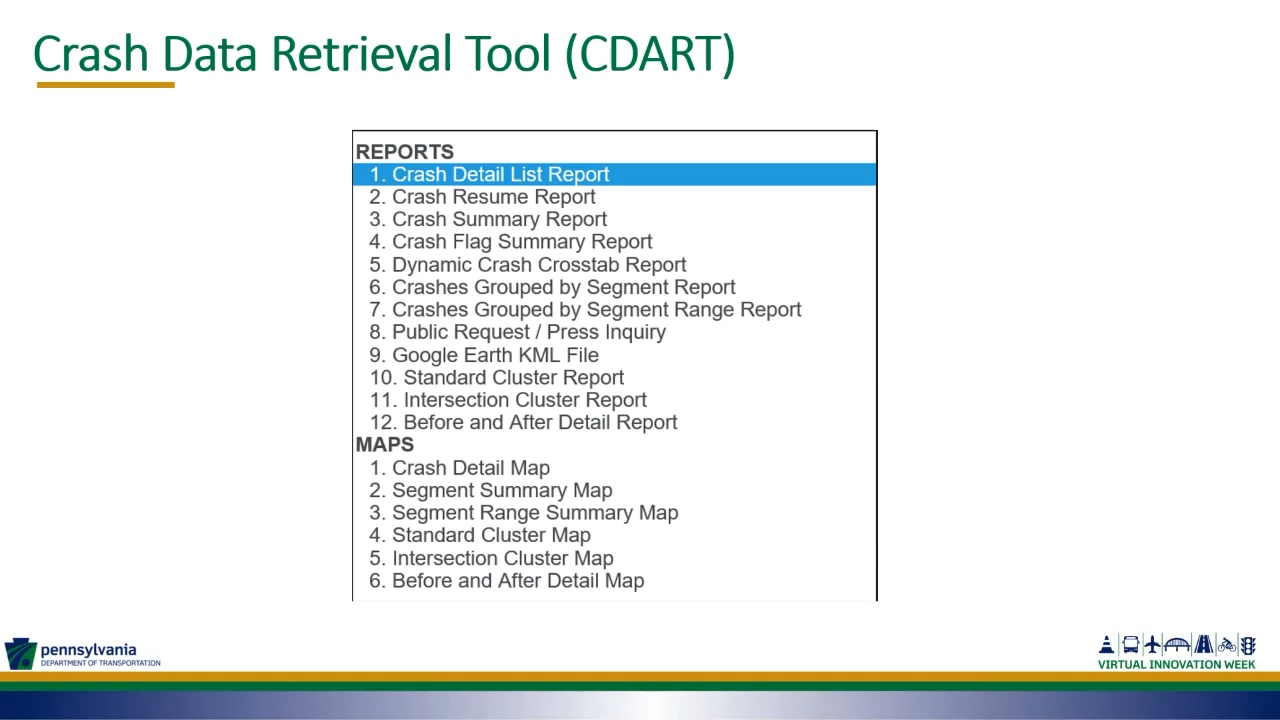 Crash Data Retrieval Tool (CDART)
REPORTS
1. Crash Detail List Report
2. Crash Resume Report
3. Crash Summary Report
4. Crash Flag Summary Report
5. Dynamic Crash Crosstab Report
6. Crashes Grouped by Segment Report
7. Crashes Grouped by Segment Range Report
8. Public Request / Press Inquiry
9. Google Earth KML File
10. Standard Cluster Report
11. Intersection Cluster Report
12. Before and After Detail Report
MAPS
1. Crash Detail Map
2. Segment Summary Map
3. Segment Range Summary Map
4. Standard Cluster Map
5. Intersection Cluster Map
6. Before and After Detail Map
pennsylvania
DEPARTMENT OF TRANSPORTATION
VIRTUAL INNOVATION WEEK